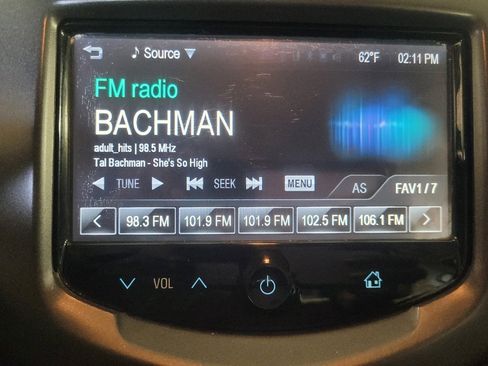 Source 62°F 02:11 PM
FM radio
BACHMAN
adult_hits | 98.5 MHz
Tal Bachman - She's So High
TUNE SEEK MENU AS FAV1/7
98.3 FM 101.9 FM 101.9 FM 102.5 FM 106.1 FM
VOL